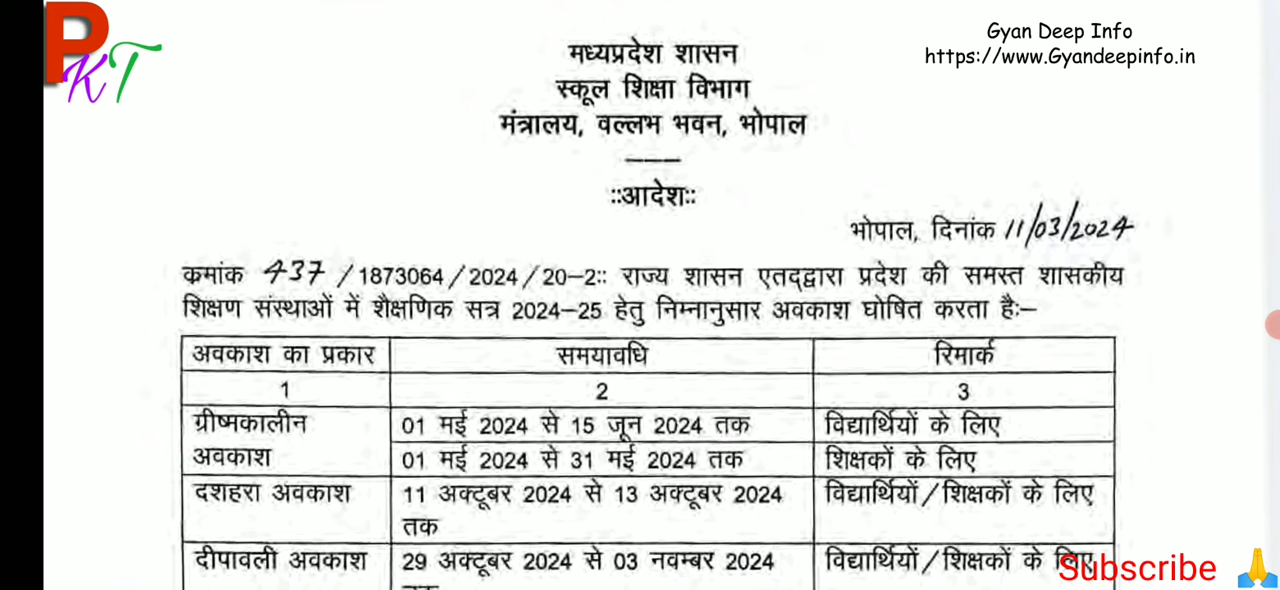 PKT
Gyan Deep Info
https://www.Gyandeepinfo.in
मध्यप्रदेश शासन
स्कूल शिक्षा विभाग
मंत्रालय, वल्लभ भवन, भोपाल
::आदेश::
भोपाल, दिनांक 11/03/2024
क्रमांक 437/1873064/2024/20-2:: राज्य शासन एतद्द्वारा प्रदेश की समस्त शासकीय
शिक्षण संस्थाओं में शैक्षणिक सत्र 2024-25 हेतु निम्नानुसार अवकाश घोषित करता हैः-
अवकाश का प्रकार समयावधि रिमार्क
1 2 3
ग्रीष्मकालीन 01 मई 2024 से 15 जून 2024 तक विद्यार्थियों के लिए
अवकाश 01 मई 2024 से 31 मई 2024 तक शिक्षकों के लिए
दशहरा अवकाश 11 अक्टूबर 2024 से 13 अक्टूबर 2024 विद्यार्थियों/शिक्षकों के लिए
तक
दीपावली अवकाश 29 अक्टूबर 2024 से 03 नवम्बर 2024 विद्यार्थियों/शिक्षकों के लिए
Subscribe